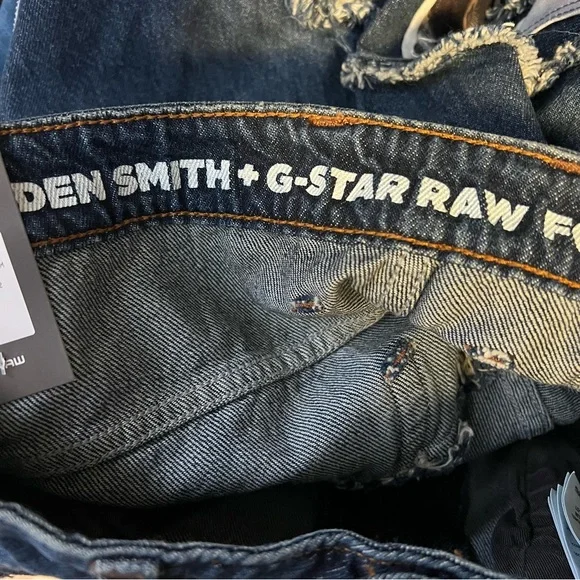 DEN SMITH + G-STAR RAW